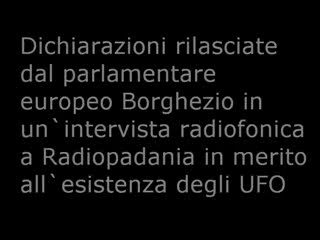 Dichiarazioni rilasciate
dal parlamentare
europeo Borghezio in
un`intervista radiofonica
a Radiopadania in merito
all`esistenza degli UFO